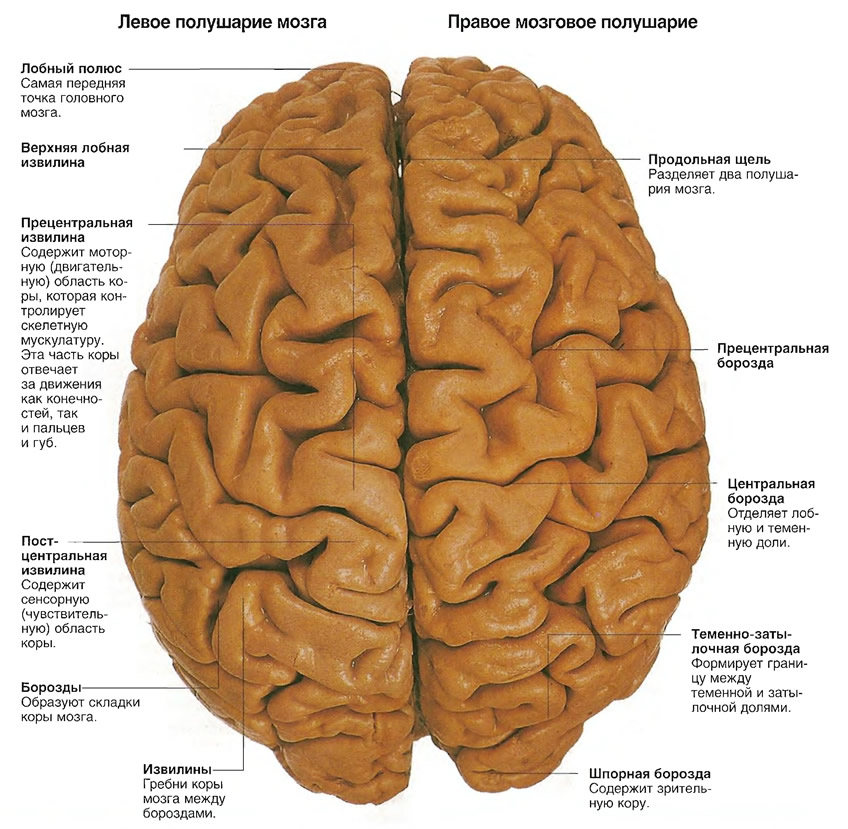 Левое полушарие мозга
Правое мозговое полушарие
Лобный полюс
Самая передняя
точка головного
мозга.
Верхняя лобная
извилина
Прецентральная
извилина
Содержит мотор-
ную (двигатель-
ную) область ко-
ры, которая кон-
тролирует
скелетную
мускулатуру.
Эта часть коры
отвечает
за движения
как конечно-
стей, так
и пальцев
и губ.
Пост-
центральная
извилина
Содержит
сенсорную
(чувствитель-
ную) область
коры.
Борозды
Образуют складки
коры мозга.
Извилины
Гребни коры
мозга между
бороздами.
Продольная щель
Разделяет два полуша-
рия мозга.
Прецентральная
борозда
Центральная
борозда
Отделяет лоб-
ную и темен-
ную доли.
Теменно-заты-
лочная борозда
Формирует грани-
цу между
теменной и заты-
лочной долями.
Шпорная борозда
Содержит зритель-
ную кору.